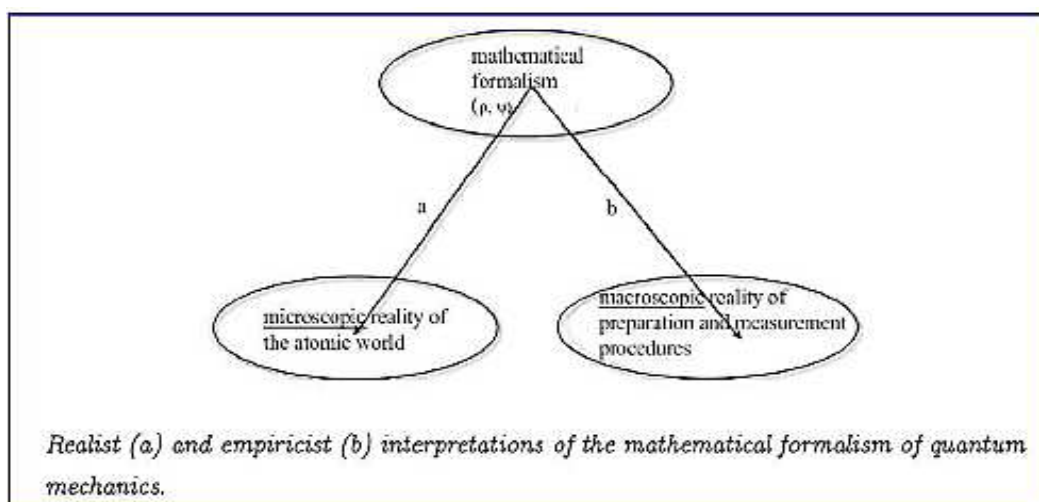 mathematical
formalism
(ρ, ψ)
a
b
microscopic reality of
the atomic world
macroscopic reality of
preparation and measurement
procedures
Realist (a) and empiricist (b) interpretations of the mathematical formalism of quantum
mechanics.